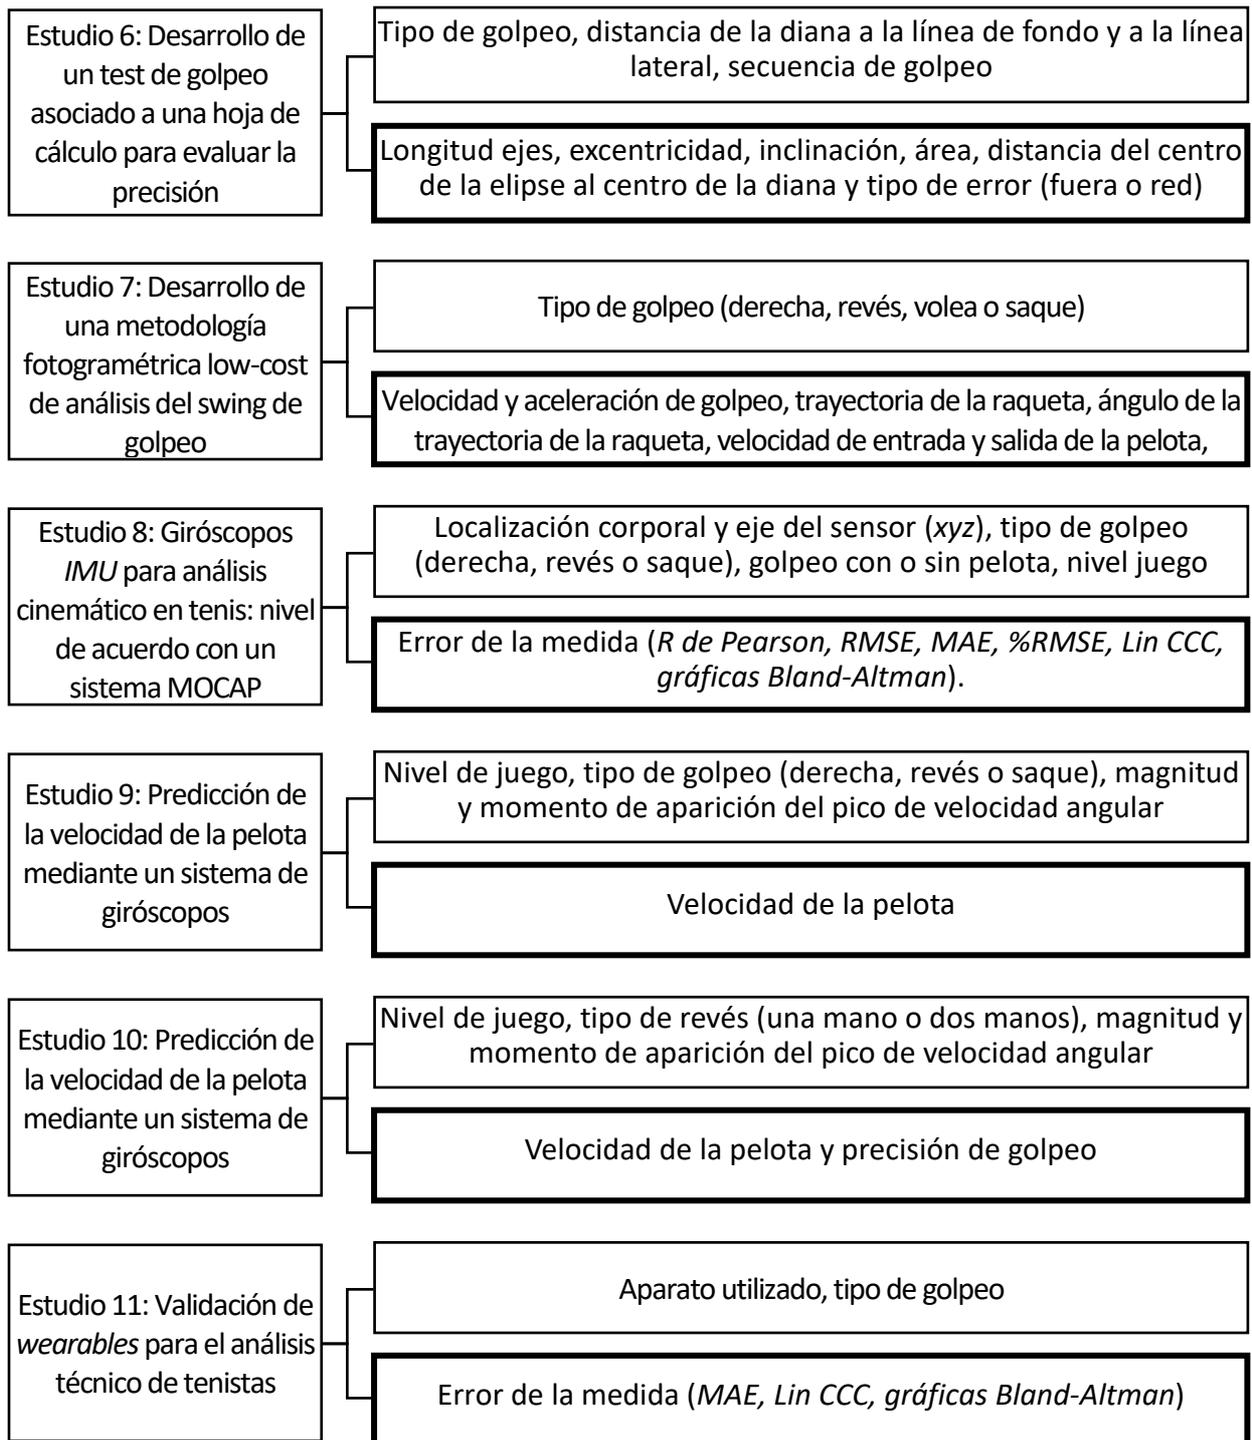 Estudio 6: Desarrollo de
un test de golpeo
asociado a una hoja de
cálculo para evaluar la
precisión
Tipo de golpeo, distancia de la diana a la línea de fondo y a la línea
lateral, secuencia de golpeo
Longitud ejes, excentricidad, inclinación, área, distancia del centro
de la elipse al centro de la diana y tipo de error (fuera o red)
Estudio 7: Desarrollo de
una metodología
fotogramétrica low-cost
de análisis del swing de
golpeo
Tipo de golpeo (derecha, revés, volea o saque)
Velocidad y aceleración de golpeo, trayectoria de la raqueta, ángulo de la
trayectoria de la raqueta, velocidad de entrada y salida de la pelota,
Estudio 8: Giróscopos
IMU para análisis
cinemático en tenis: nivel
de acuerdo con un
sistema MOCAP
Localización corporal y eje del sensor (xyz), tipo de golpeo
(derecha, revés o saque), golpeo con o sin pelota, nivel juego
Error de la medida (R de Pearson, RMSE, MAE, %RMSE, Lin CCC,
gráficas Bland-Altman).
Estudio 9: Predicción de
la velocidad de la pelota
mediante un sistema de
giróscopos
Nivel de juego, tipo de golpeo (derecha, revés o saque), magnitud
y momento de aparición del pico de velocidad angular
Velocidad de la pelota
Estudio 10: Predicción de
la velocidad de la pelota
mediante un sistema de
giróscopos
Nivel de juego, tipo de revés (una mano o dos manos), magnitud y
momento de aparición del pico de velocidad angular
Velocidad de la pelota y precisión de golpeo
Estudio 11: Validación de
wearables para el análisis
técnico de tenistas
Aparato utilizado, tipo de golpeo
Error de la medida (MAE, Lin CCC, gráficas Bland-Altman)